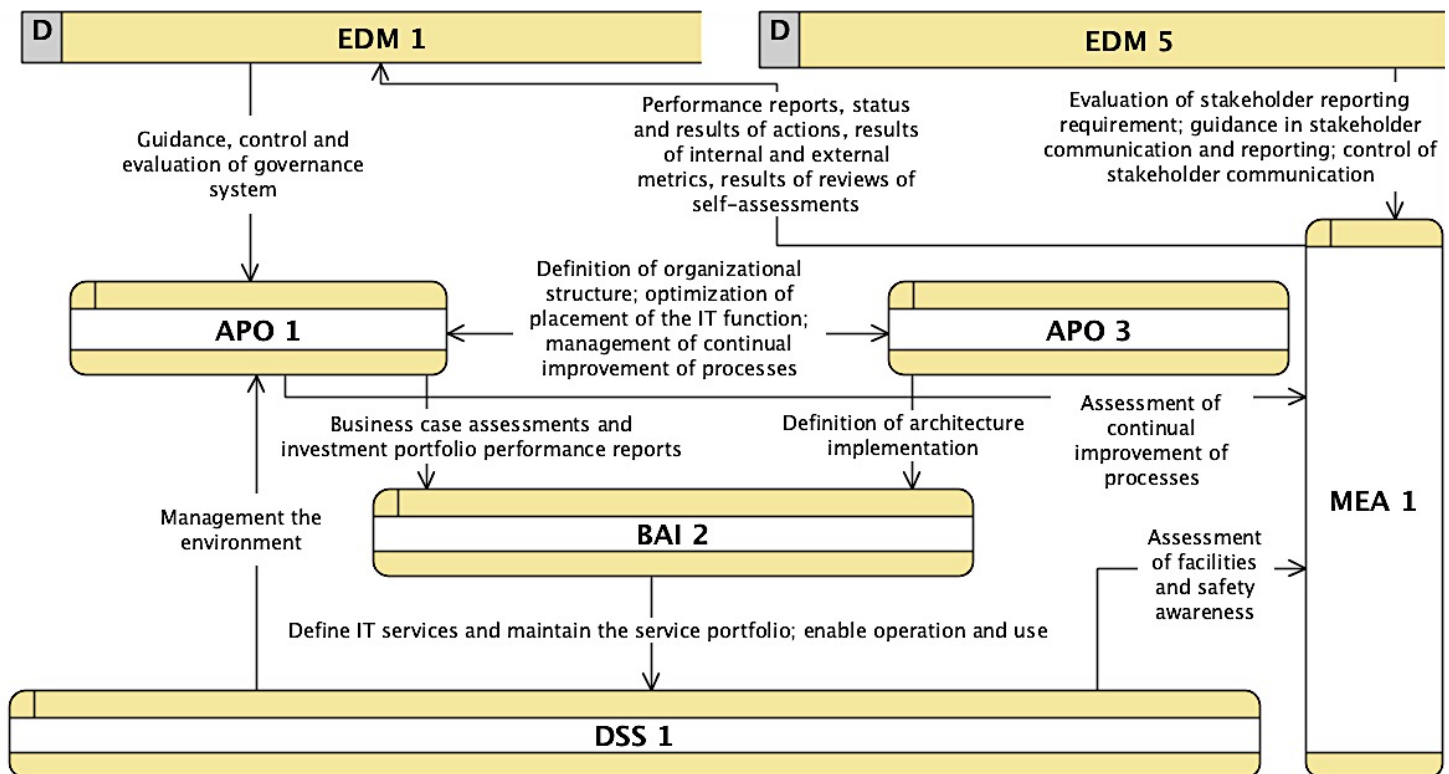 D
EDM 1
D
EDM 5
Guidance, control and
evaluation of governance
system
Performance reports, status
and results of actions, results
of internal and external
metrics, results of reviews of
self-assessments
Evaluation of stakeholder reporting
requirement; guidance in stakeholder
communication and reporting; control of
stakeholder communication
APO 1
Definition of organizational
structure; optimization of
placement of the IT function;
management of continual
improvement of processes
APO 3
Business case assessments and
investment portfolio performance reports
Definition of architecture
implementation
Assessment of
continual
improvement of
processes
MEA 1
Management the
environment
BAI 2
Assessment
of facilities
and safety
awareness
Define IT services and maintain the service portfolio; enable operation and use
DSS 1